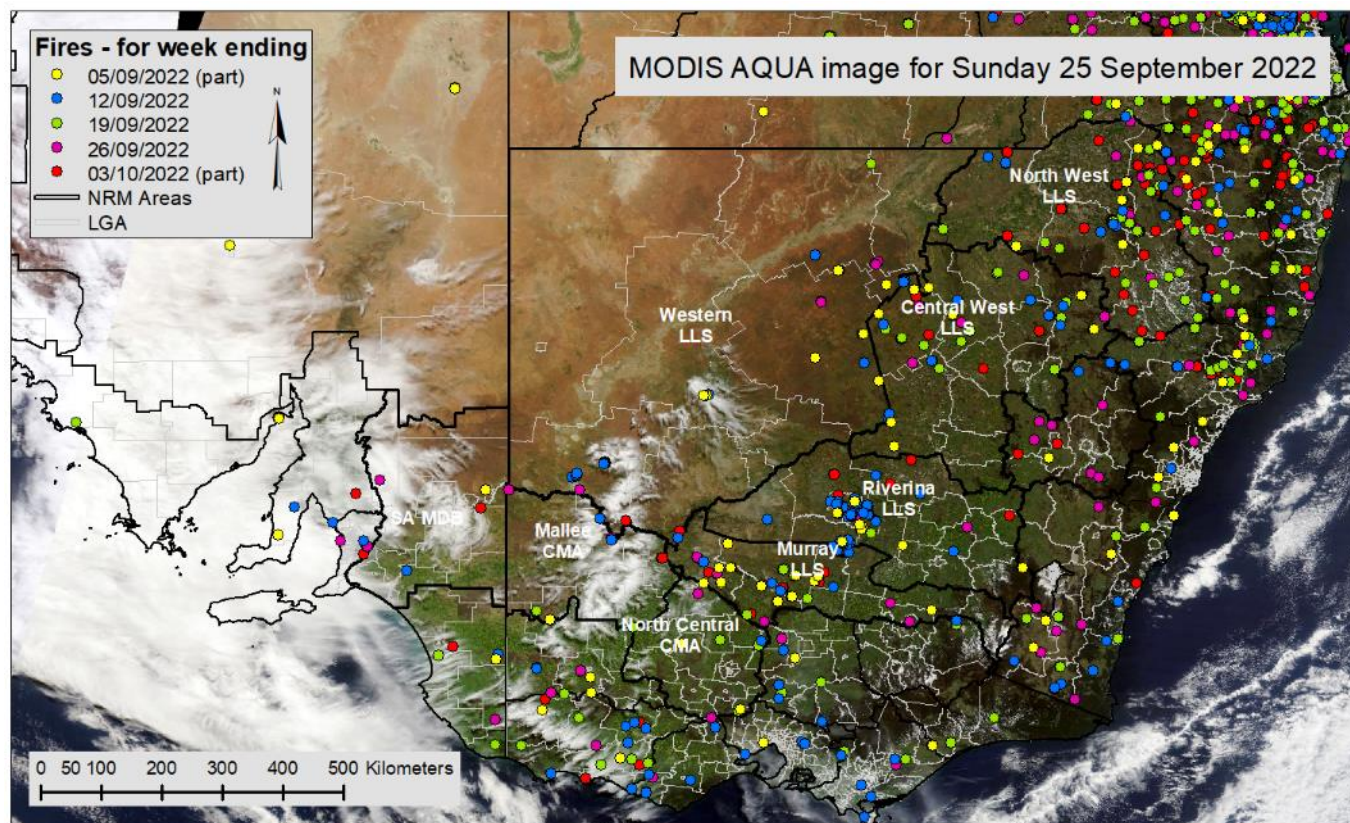 Fires - for week ending
05/09/2022 (part)
12/09/2022
19/09/2022
26/09/2022
03/10/2022 (part)
NRM Areas
LGA
N
MODIS AQUA image for Sunday 25 September 2022
North West
LLS
Western
LLS
Central West
LLS
SA MDB
Mallee
CMA
Riverina
LLS
Murray
LLS
North Central
CMA
0 50 100 200 300 400 500 Kilometers